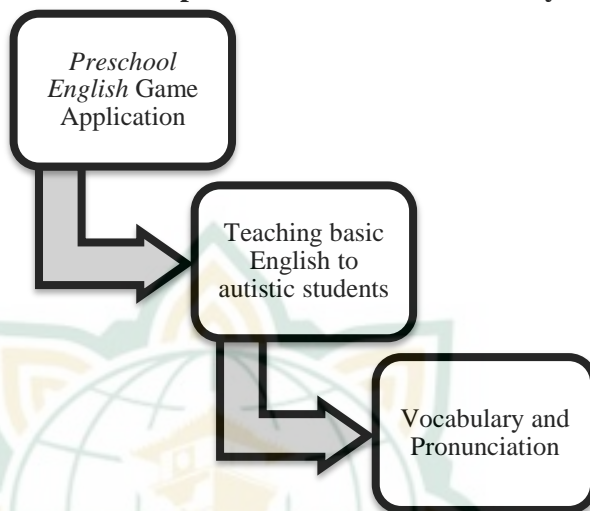 Preschool
English Game
Application
Teaching basic
English to
autistic students
Vocabulary and
Pronunciation